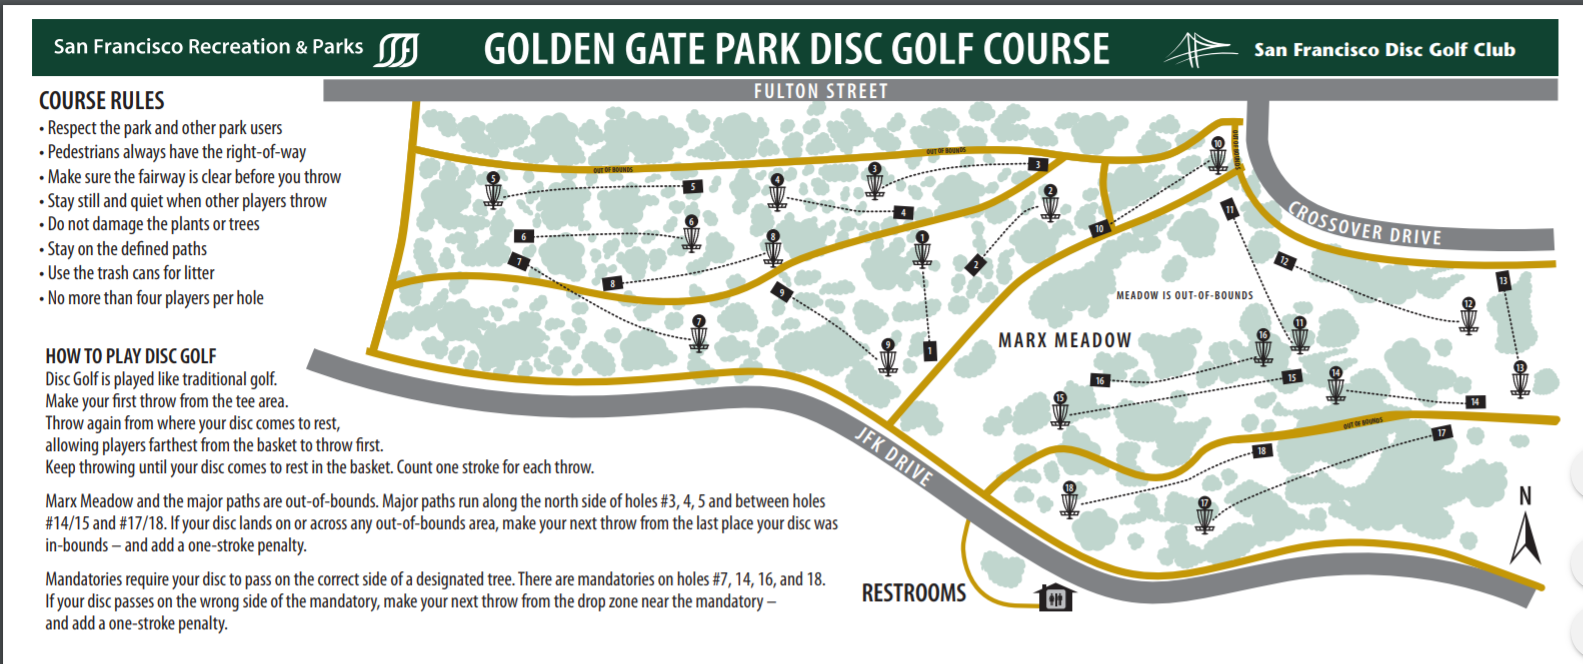 San Francisco Recreation & Parks
GOLDEN GATE PARK DISC GOLF COURSE
San Francisco Disc Golf Club
COURSE RULES
• Respect the park and other park users
• Pedestrians always have the right-of-way
• Make sure the fairway is clear before you throw
• Stay still and quiet when other players throw
• Do not damage the plants or trees
• Stay on the defined paths
• Use the trash cans for litter
• No more than four players per hole
HOW TO PLAY DISC GOLF
Disc Golf is played like traditional golf.
Make your first throw from the tee area.
Throw again from where your disc comes to rest,
allowing players farthest from the basket to throw first.
Keep throwing until your disc comes to rest in the basket. Count one stroke for each throw.
Marx Meadow and the major paths are out-of-bounds. Major paths run along the north side of holes #3, 4, 5 and between holes
#14/15 and #17/18. If your disc lands on or across any out-of-bounds area, make your next throw from the last place your disc was
in-bounds – and add a one-stroke penalty.
Mandatories require your disc to pass on the correct side of a designated tree. There are mandatories on holes #7, 14, 16, and 18.
If your disc passes on the wrong side of the mandatory, make your next throw from the drop zone near the mandatory –
and add a one-stroke penalty.
FULTON STREET
OUT OF BOUNDS
OUT OF BOUNDS
OUT OF BOUNDS
10
3
3
5
5
4
4
2
11
CROSSOVER DRIVE
6
6
8
1
10
7
2
12
8
9
13
MEADOW IS OUT-OF-BOUNDS
12
7
11
16
MARX MEADOW
9
1
13
14
15
16
15
14
OUT OF BOUNDS
17
JFK DRIVE
18
18
17
N
RESTROOMS